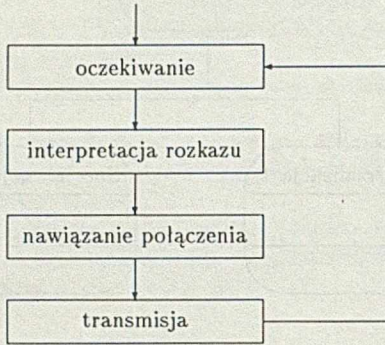 oczekiwanie
interpretacja rozkazu
nawiązanie połączenia
transmisja